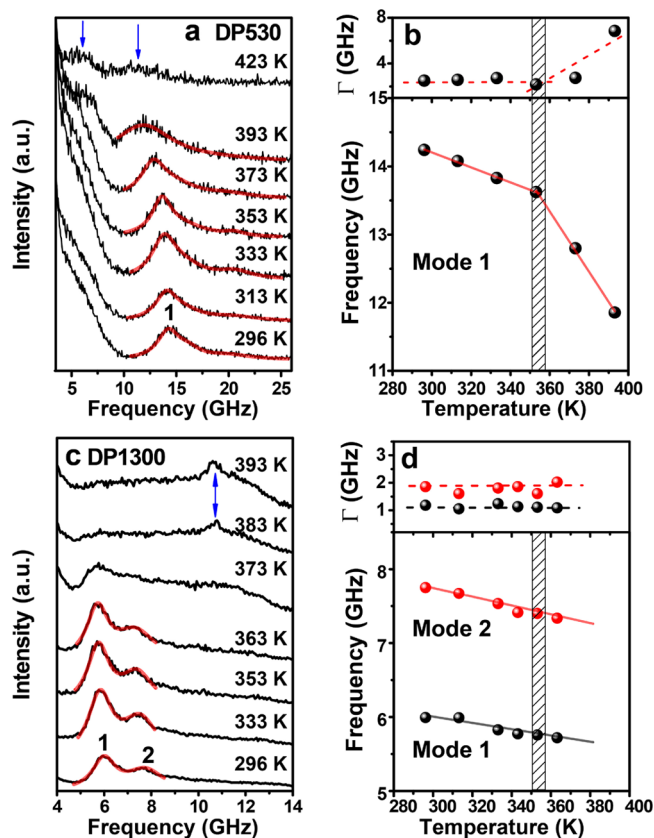 a DP530
423 K
393 K
373 K
353 K
333 K
313 K
1
296 K
Intensity (a.u.)
5 10 15 20 25
Frequency (GHz)
b
Γ (GHz)
8
4
15
14
13
12
11
Frequency (GHz)
Mode 1
280 300 320 340 360 380 400
Temperature (K)
c DP1300
393 K
383 K
373 K
363 K
353 K
333 K
1 2
296 K
Intensity (a.u.)
4 6 8 10 12 14
Frequency (GHz)
d
Γ (GHz)
3
2
1
8
7
6
5
Frequency (GHz)
Mode 2
Mode 1
280 300 320 340 360 380 400
Temperature (K)